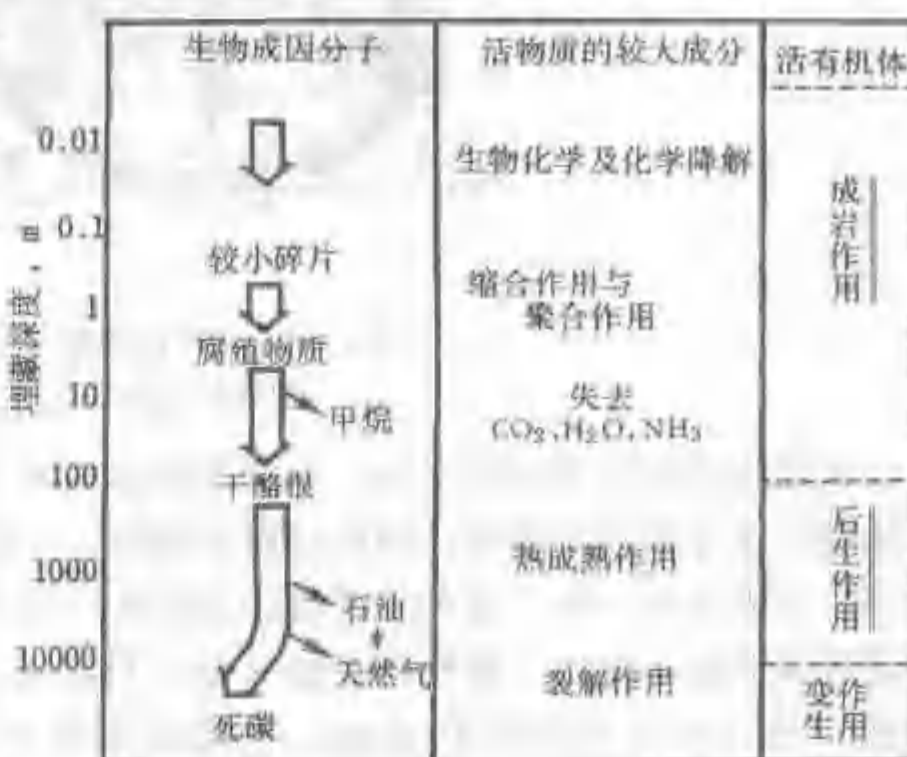 生物成因分子
活物质的较大成分
活有机体
埋藏深度，m
0.01
0.1
1
10
100
1000
10000
较小碎片
腐殖物质
甲烷
干酪根
石油
天然气
死碳
生物化学及化学降解
缩合作用与
聚合作用
失去
CO₂,H₂O,NH₃
热成熟作用
裂解作用
成岩作用
后生作用
变生作用